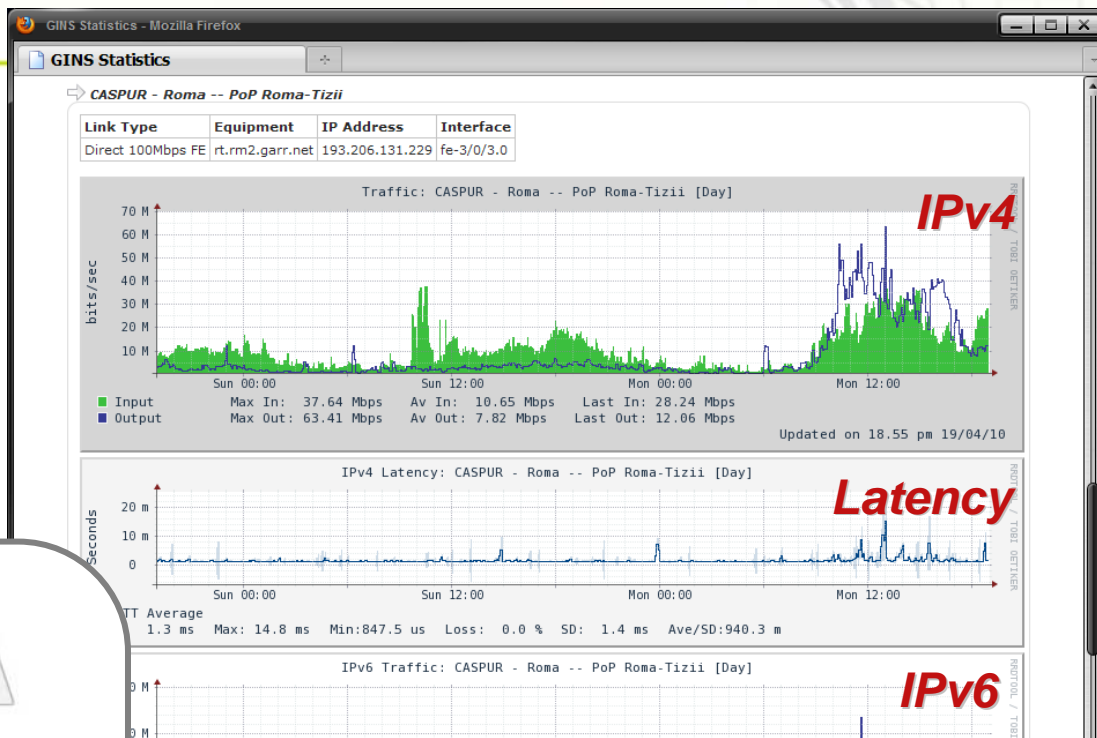 GINS Statistics - Mozilla Firefox
GINS Statistics
CASPUR - Roma -- PoP Roma-Tizii
Link Type Equipment IP Address Interface
Direct 100Mbps FE rt.rm2.garr.net 193.206.131.229 fe-3/0/3.0
Traffic: CASPUR - Roma -- PoP Roma-Tizii [Day]
IPv4
70 M
60 M
50 M
40 M
30 M
20 M
10 M
bits/sec
TOBI OETIKER
Sun 00:00 Sun 12:00 Mon 00:00 Mon 12:00
Input Max In: 37.64 Mbps Av In: 10.65 Mbps Last In: 28.24 Mbps
Output Max Out: 63.41 Mbps Av Out: 7.82 Mbps Last Out: 12.06 Mbps
Updated on 18.55 pm 19/04/10
IPv4 Latency: CASPUR - Roma -- PoP Roma-Tizii [Day]
Latency
20 m
10 m
0
Seconds
/ TOBI OETIKER
Sun 00:00 Sun 12:00 Mon 00:00 Mon 12:00
TT Average
1.3 ms Max: 14.8 ms Min:847.5 us Loss: 0.0 % SD: 1.4 ms Ave/SD:940.3 m
IPv6 Traffic: CASPUR - Roma -- PoP Roma-Tizii [Day]
IPv6
M
M
RRDTOOL / TOBI